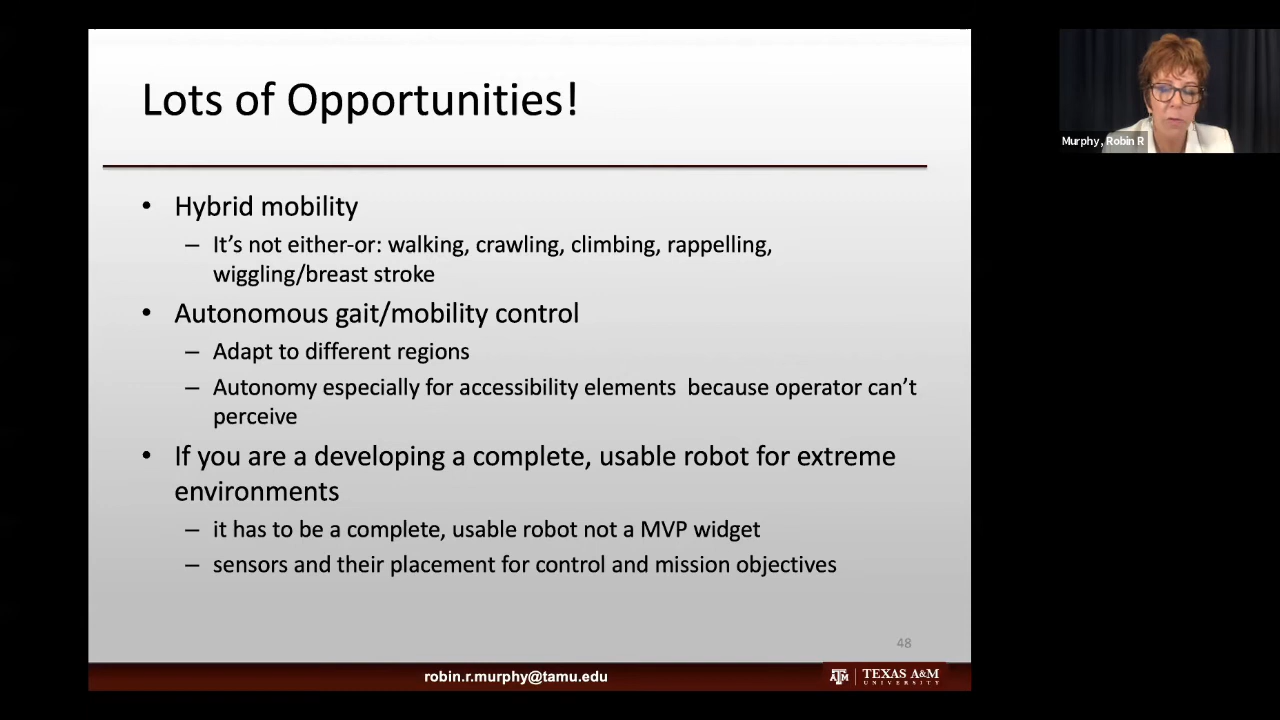 Lots of Opportunities!
• Hybrid mobility
– It's not either-or: walking, crawling, climbing, rappelling,
wiggling/breast stroke
• Autonomous gait/mobility control
– Adapt to different regions
– Autonomy especially for accessibility elements  because operator can't
perceive
• If you are a developing a complete, usable robot for extreme
environments
– it has to be a complete, usable robot not a MVP widget
– sensors and their placement for control and mission objectives
48
robin.r.murphy@tamu.edu
ATM
TEXAS A&M
UNIVERSITY
Murphy, Robin R